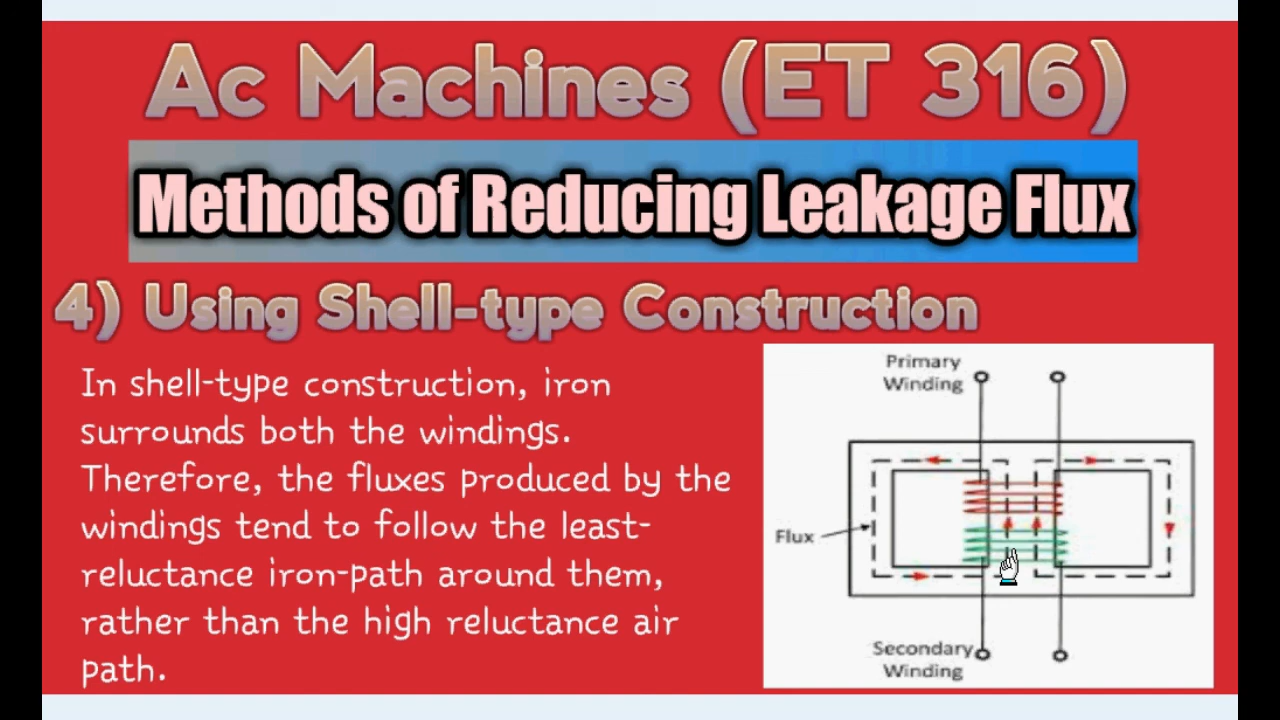 Ac Machines (ET 316)
Methods of Reducing Leakage Flux
4) Using Shell-type Construction
In shell-type construction, iron
surrounds both the windings.
Therefore, the fluxes produced by the
windings tend to follow the least-
reluctance iron-path around them,
rather than the high reluctance air
path.
Primary
Winding
Flux
Secondary
Winding